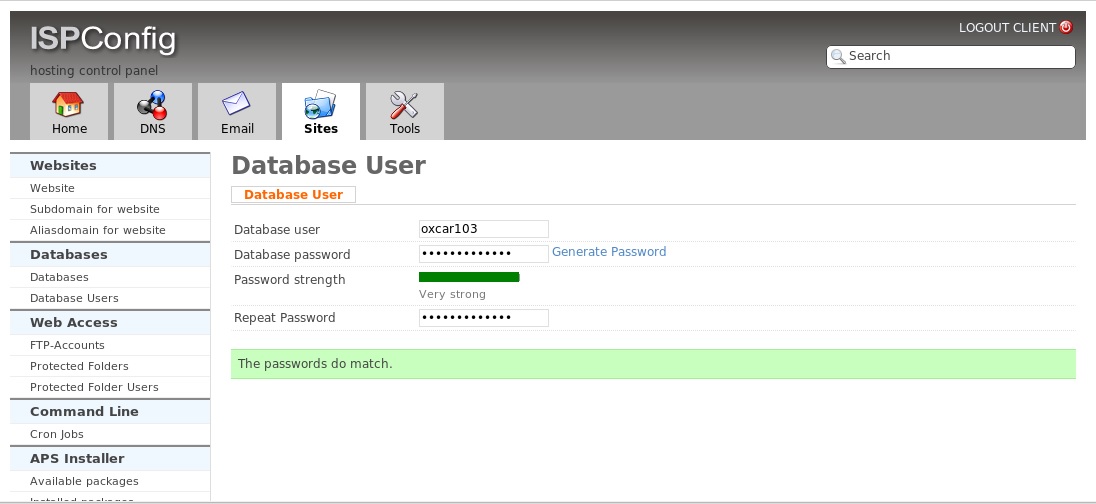 ISPConfig
hosting control panel
LOGOUT CLIENT
Search
Home
DNS
Email
Sites
Tools
Websites
Website
Subdomain for website
Aliasdomain for website
Databases
Databases
Database Users
Web Access
FTP-Accounts
Protected Folders
Protected Folder Users
Command Line
Cron Jobs
APS Installer
Available packages
Installed packages
Database User
Database User
Database user oxcar103
Database password ••••••••••••• Generate Password
Password strength
Very strong
Repeat Password •••••••••••••
The passwords do match.